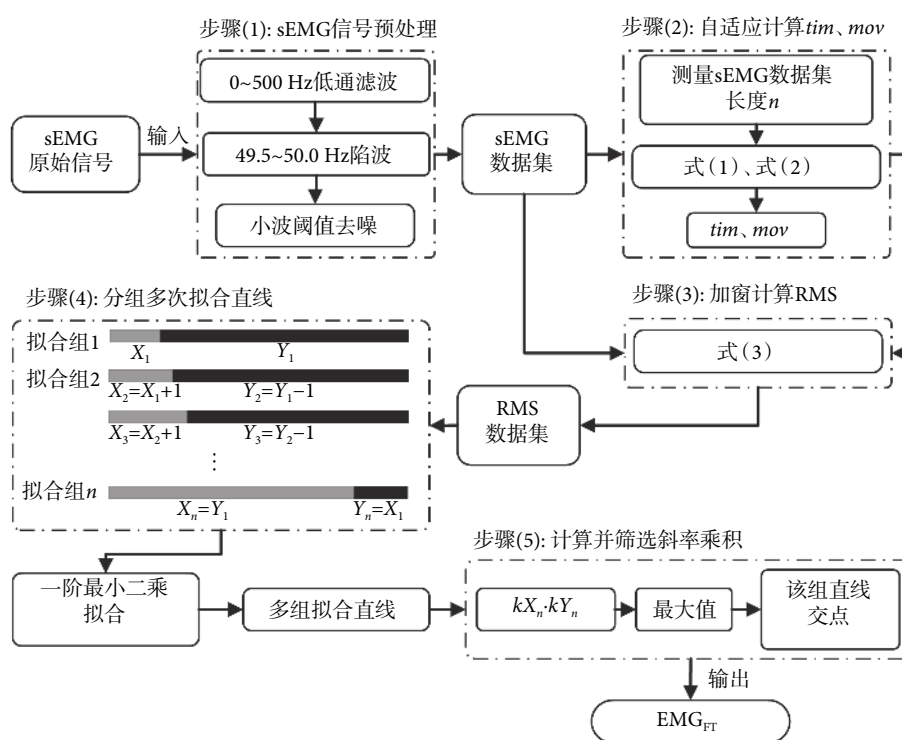 步骤(1): sEMG信号预处理
0~500 Hz低通滤波
49.5~50.0 Hz陷波
小波阈值去噪
sEMG
原始信号
输入
sEMG
数据集
步骤(2): 自适应计算tim、mov
测量sEMG数据集
长度n
式(1)、式(2)
tim、mov
步骤(3): 加窗计算RMS
式(3)
RMS
数据集
步骤(4): 分组多次拟合直线
拟合组1
X₁
Y₁
拟合组2
X₂=X₁+1
Y₂=Y₁−1
X₃=X₂+1
Y₃=Y₂−1
⋮
拟合组n
Xₙ=Y₁
Yₙ=X₁
一阶最小二乘
拟合
多组拟合直线
步骤(5): 计算并筛选斜率乘积
kXₙ·kYₙ
最大值
该组直线
交点
输出
EMG_FT